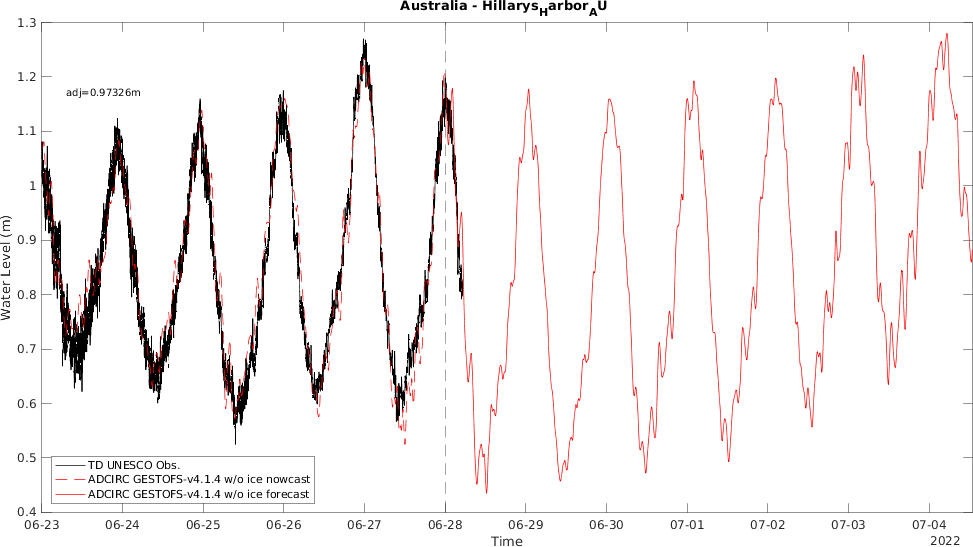 Australia - HillarysHarborAU
adj=0.97326m
Water Level (m)
1.3
1.2
1.1
1
0.9
0.8
0.7
0.6
0.5
0.4
TD UNESCO Obs.
ADCIRC GESTOFS-v4.1.4 w/o ice nowcast
ADCIRC GESTOFS-v4.1.4 w/o ice forecast
06-23 06-24 06-25 06-26 06-27 06-28 06-29 06-30 07-01 07-02 07-03 07-04
Time
2022